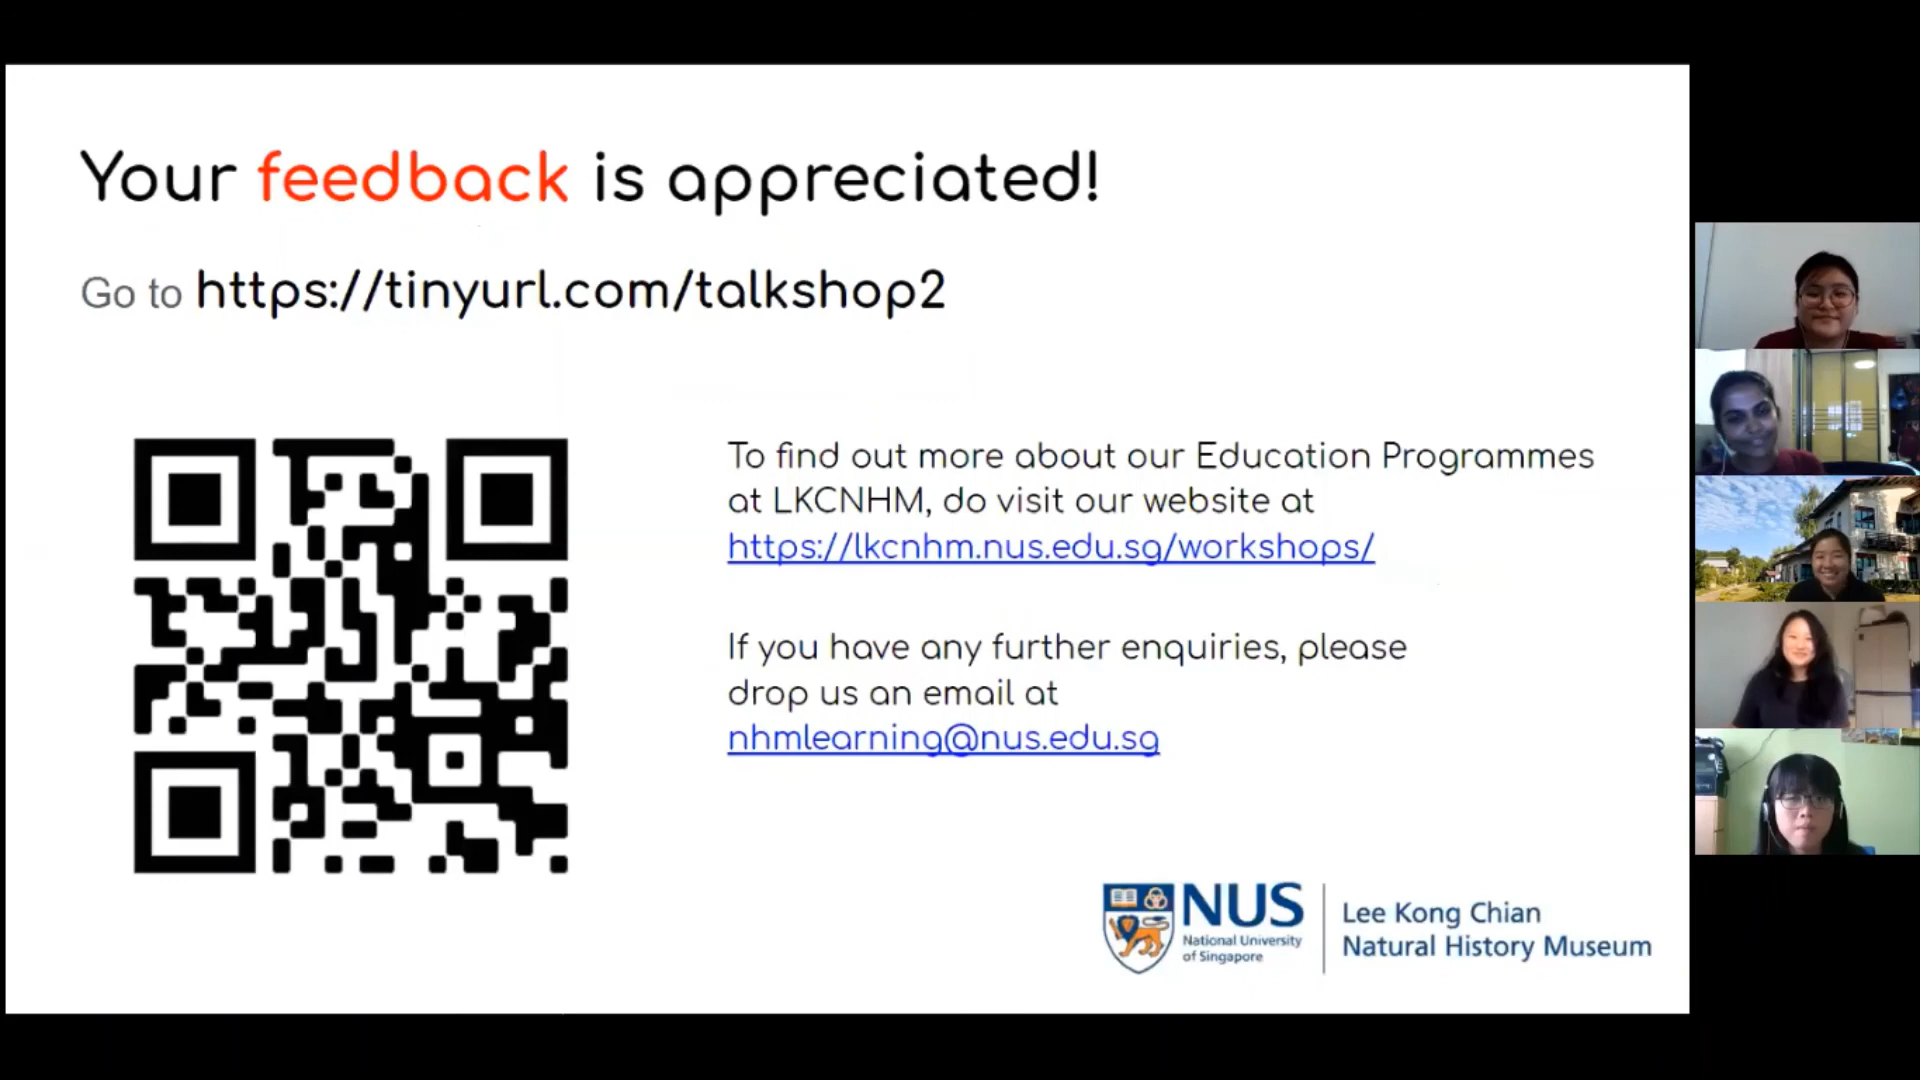 Your feedback is appreciated!
Go to https://tinyurl.com/talkshop2
To find out more about our Education Programmes
at LKCNHM, do visit our website at
https://lkcnhm.nus.edu.sg/workshops/
If you have any further enquiries, please
drop us an email at
nhmlearning@nus.edu.sg
NUS
National University
of Singapore
Lee Kong Chian
Natural History Museum